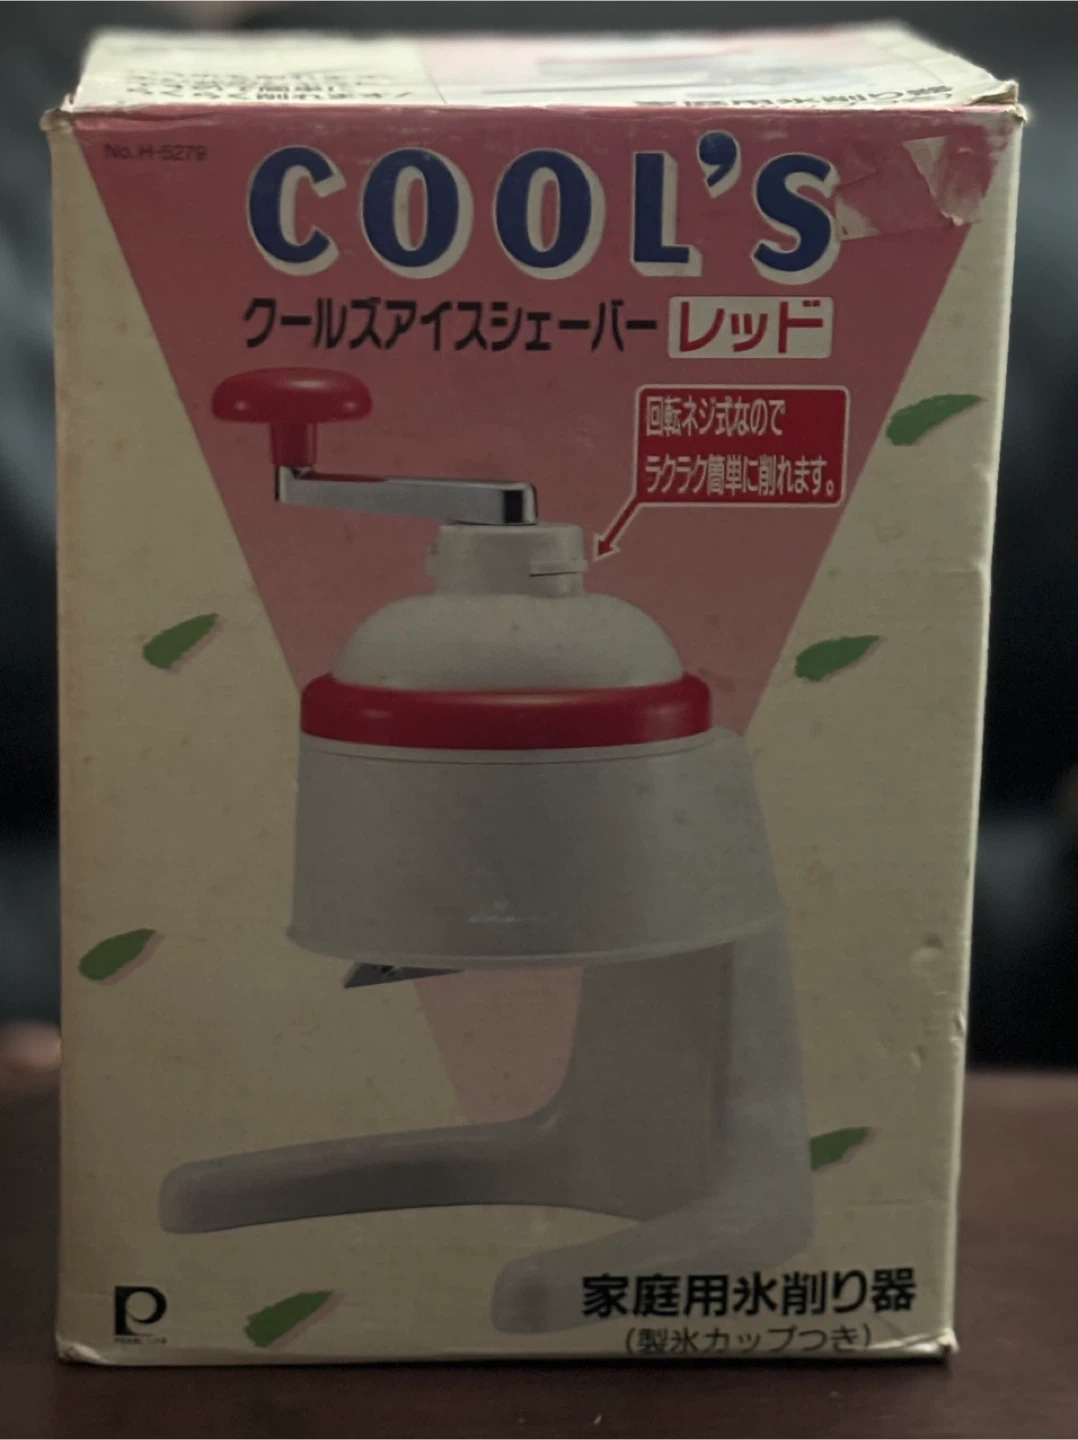 No.H-5279
COOL'S
クールズアイスシェーバー レッド
回転ネジ式なので
ラクラク簡単に削れます。
家庭用氷削り器
(製氷カップつき)